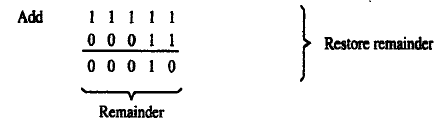 Add 1 1 1 1 1
0 0 0 1 1
0 0 0 1 0
Restore remainder
Remainder